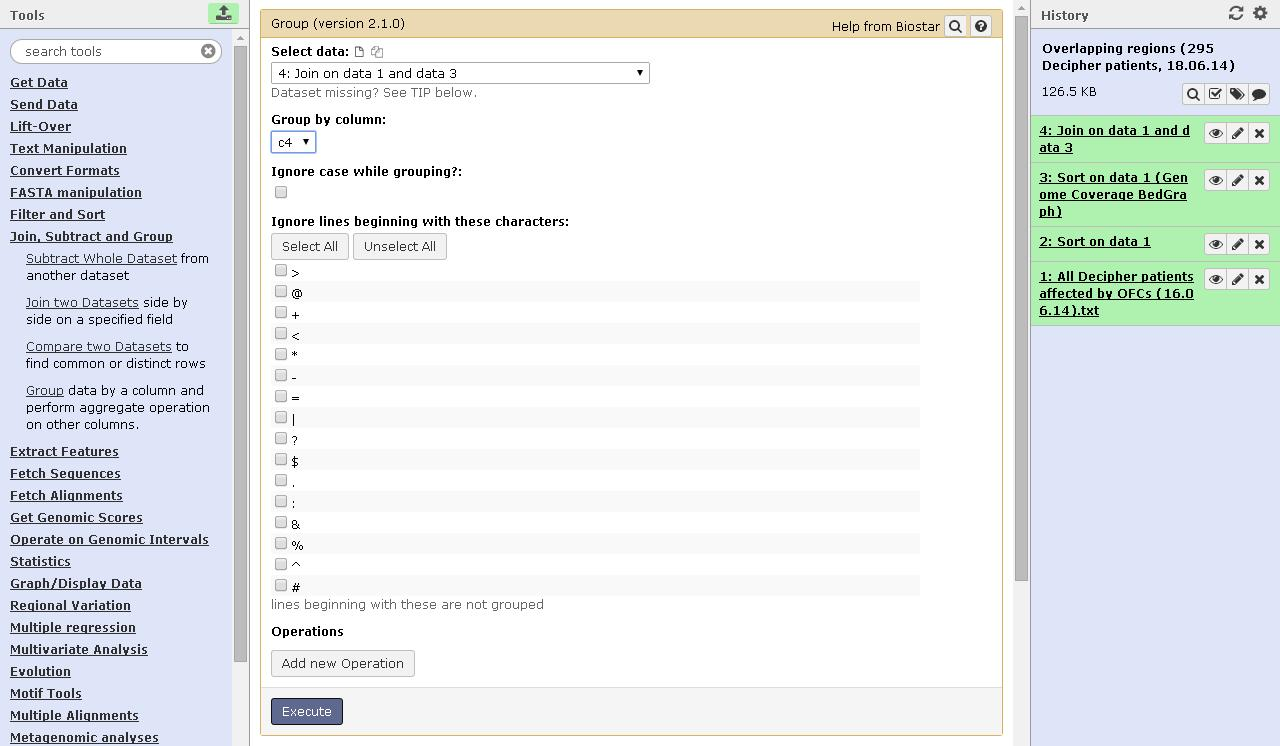 Tools
search tools
Get Data
Send Data
Lift-Over
Text Manipulation
Convert Formats
FASTA manipulation
Filter and Sort
Join, Subtract and Group
Subtract Whole Dataset from
another dataset
Join two Datasets side by
side on a specified field
Compare two Datasets to
find common or distinct rows
Group data by a column and
perform aggregate operation
on other columns.
Extract Features
Fetch Sequences
Fetch Alignments
Get Genomic Scores
Operate on Genomic Intervals
Statistics
Graph/Display Data
Regional Variation
Multiple regression
Multivariate Analysis
Evolution
Motif Tools
Multiple Alignments
Metagenomic analyses
Group (version 2.1.0)
Help from Biostar
Select data:
4: Join on data 1 and data 3
Dataset missing? See TIP below.
Group by column:
c4
Ignore case while grouping?:
Ignore lines beginning with these characters:
Select All Unselect All
>
@
+
<
*
-
=
|
?
$
.
:
&
%
^
#
lines beginning with these are not grouped
Operations
Add new Operation
Execute
History
Overlapping regions (295
Decipher patients, 18.06.14)
126.5 KB
4: Join on data 1 and d
ata 3
3: Sort on data 1 (Gen
ome Coverage BedGra
ph)
2: Sort on data 1
1: All Decipher patients
affected by OFCs (16.0
6.14).txt